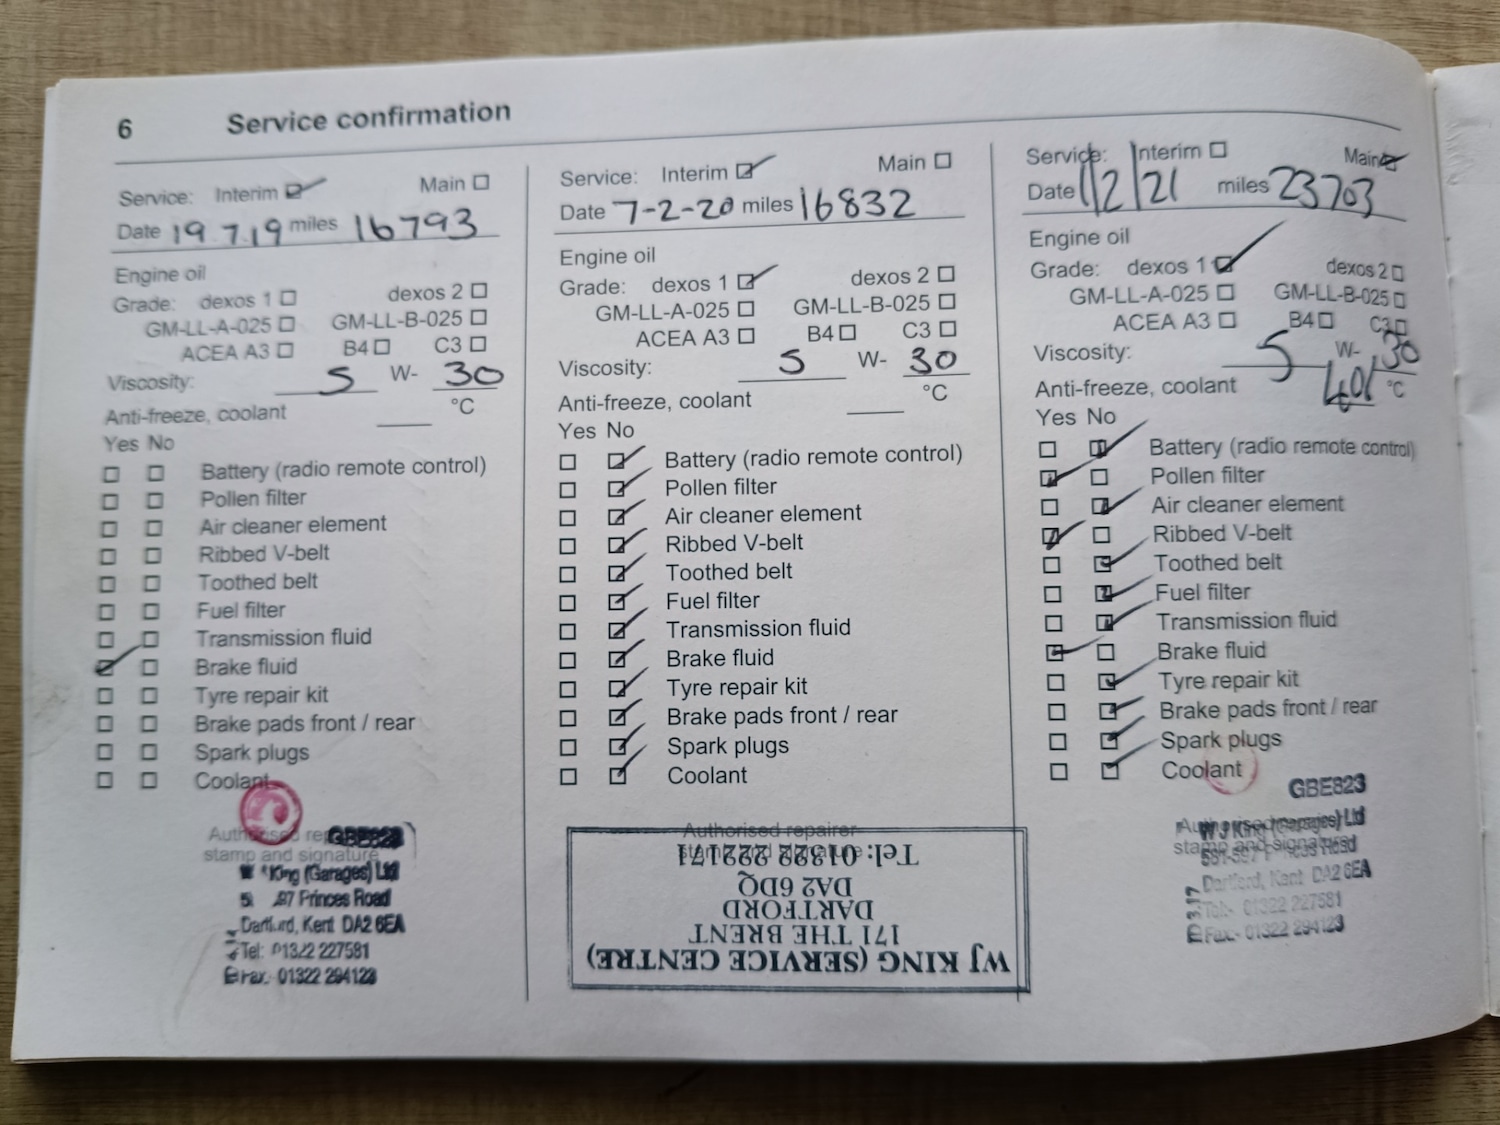 6 Service confirmation
Service: Interim Main
Date 19.7.19 miles 16793
Engine oil
Grade: dexos 1 dexos 2
GM-LL-A-025 GM-LL-B-025
ACEA A3 B4 C3
Viscosity: 5 W- 30
Anti-freeze, coolant °C
Yes No
Battery (radio remote control)
Pollen filter
Air cleaner element
Ribbed V-belt
Toothed belt
Fuel filter
Transmission fluid
Brake fluid
Tyre repair kit
Brake pads front / rear
Spark plugs
Coolant
Authorised
stamp and signature
King (Garages) Ltd
Princes Road
Dartford, Kent DA2 6EA
Tel: 01322 227581
Fax: 01322 294123
Service: Interim Main
Date 7-2-20 miles 16832
Engine oil
Grade: dexos 1 dexos 2
GM-LL-A-025 GM-LL-B-025
ACEA A3 B4 C3
Viscosity: 5 W- 30
Anti-freeze, coolant °C
Yes No
Battery (radio remote control)
Pollen filter
Air cleaner element
Ribbed V-belt
Toothed belt
Fuel filter
Transmission fluid
Brake fluid
Tyre repair kit
Brake pads front / rear
Spark plugs
Coolant
Authorised repairer
WJ KING (SERVICE CENTRE)
171 THE BRENT
DARTFORD
DA2 6DQ
Tel: 01322 222171
Service: Interim Main
Date 1/2/21 miles 23703
Engine oil
Grade: dexos 1 dexos 2
GM-LL-A-025 GM-LL-B-025
ACEA A3 B4 C3
Viscosity: 5 W- 30
Anti-freeze, coolant °C
Yes No
Battery (radio remote control)
Pollen filter
Air cleaner element
Ribbed V-belt
Toothed belt
Fuel filter
Transmission fluid
Brake fluid
Tyre repair kit
Brake pads front / rear
Spark plugs
Coolant
GBE823
Authorised
W J King (Garages) Ltd
stamp and signature
Dartford, Kent DA2 6EA
Tel:- 01322 227581
Fax:- 01322 294123